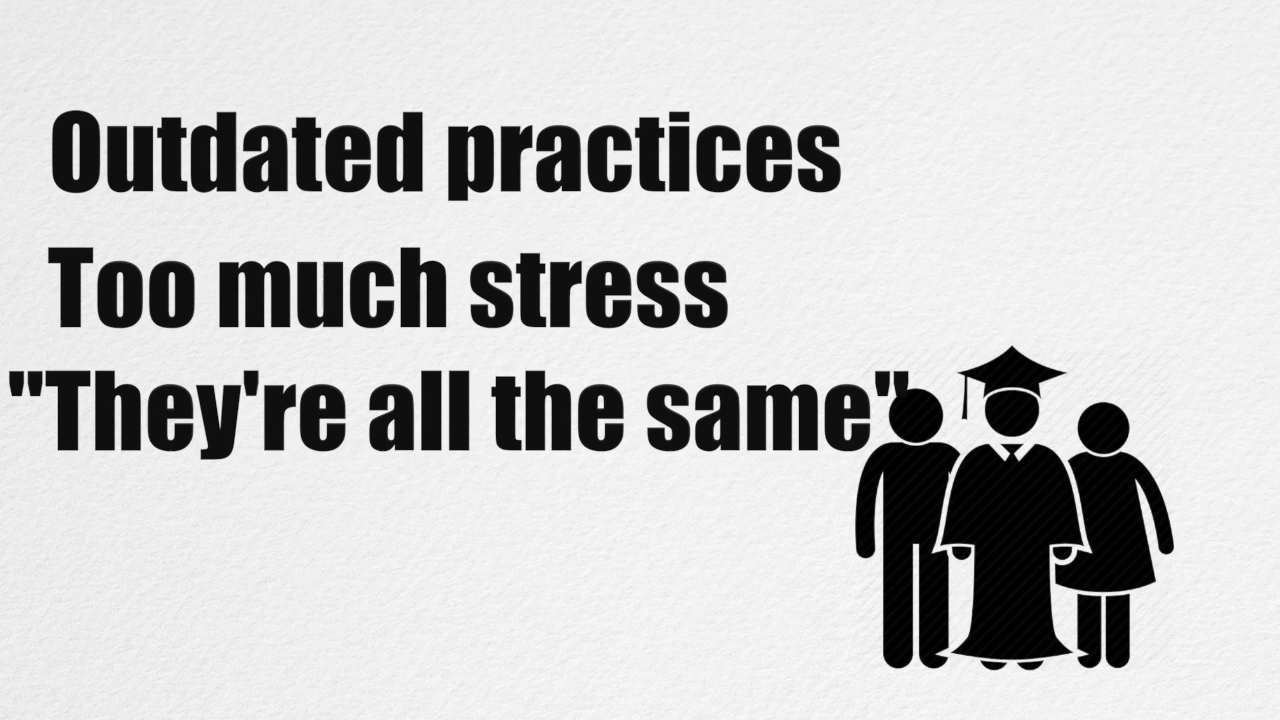 Outdated practices
Too much stress
"They're all the same"